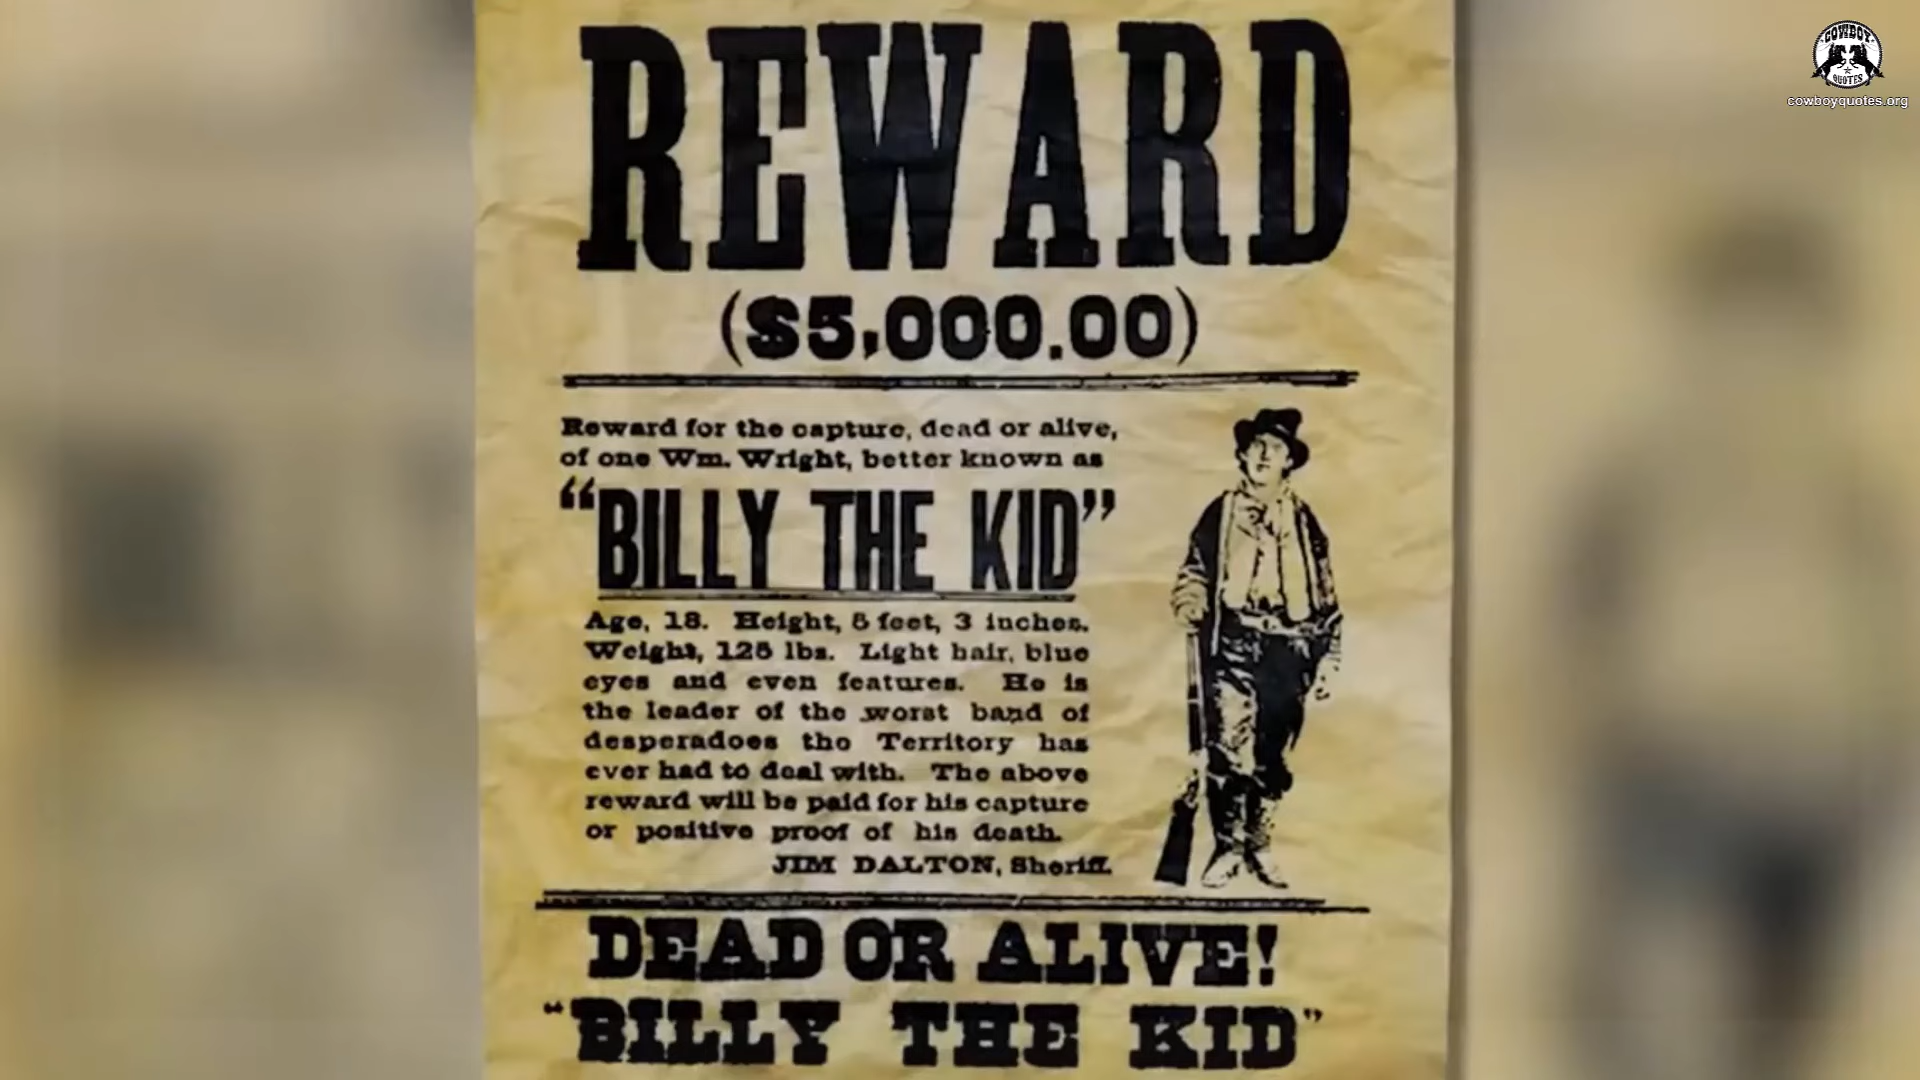 REWARD
($5,000.00)
Reward for the capture, dead or alive,
of one Wm. Wright, better known as
"BILLY THE KID"
Age, 18. Height, 5 feet, 3 inches.
Weight, 125 lbs. Light hair, blue
eyes and even features. He is
the leader of the worst band of
desperadoes the Territory has
ever had to deal with. The above
reward will be paid for his capture
or positive proof of his death.
JIM DALTON, Sheriff.
DEAD OR ALIVE!
"BILLY THE KID"
COWBOY
QUOTES
cowboyquotes.org